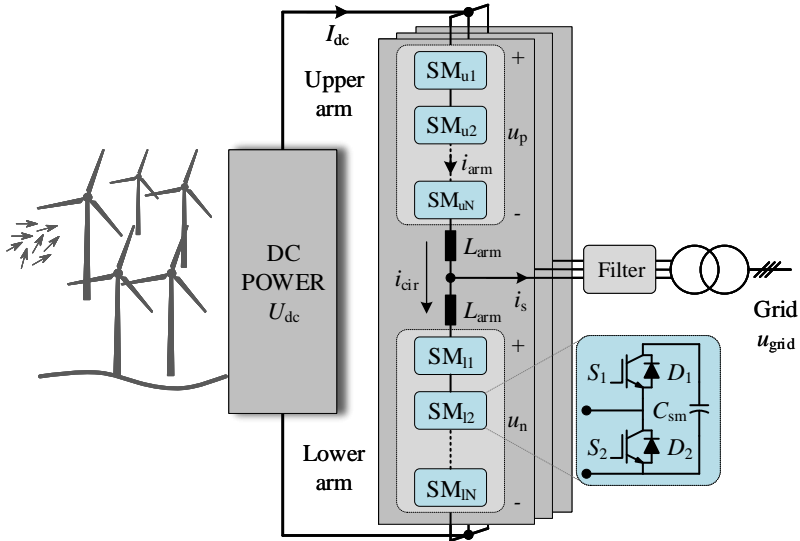 I_dc
Upper
arm
SM_u1
+
SM_u2
u_p
i_arm
SM_uN
-
L_arm
DC
POWER
U_dc
i_cir
i_s
Filter
L_arm
Grid
u_grid
SM_l1
+
S_1
D_1
SM_l2
u_n
C_sm
S_2
D_2
Lower
arm
SM_lN
-